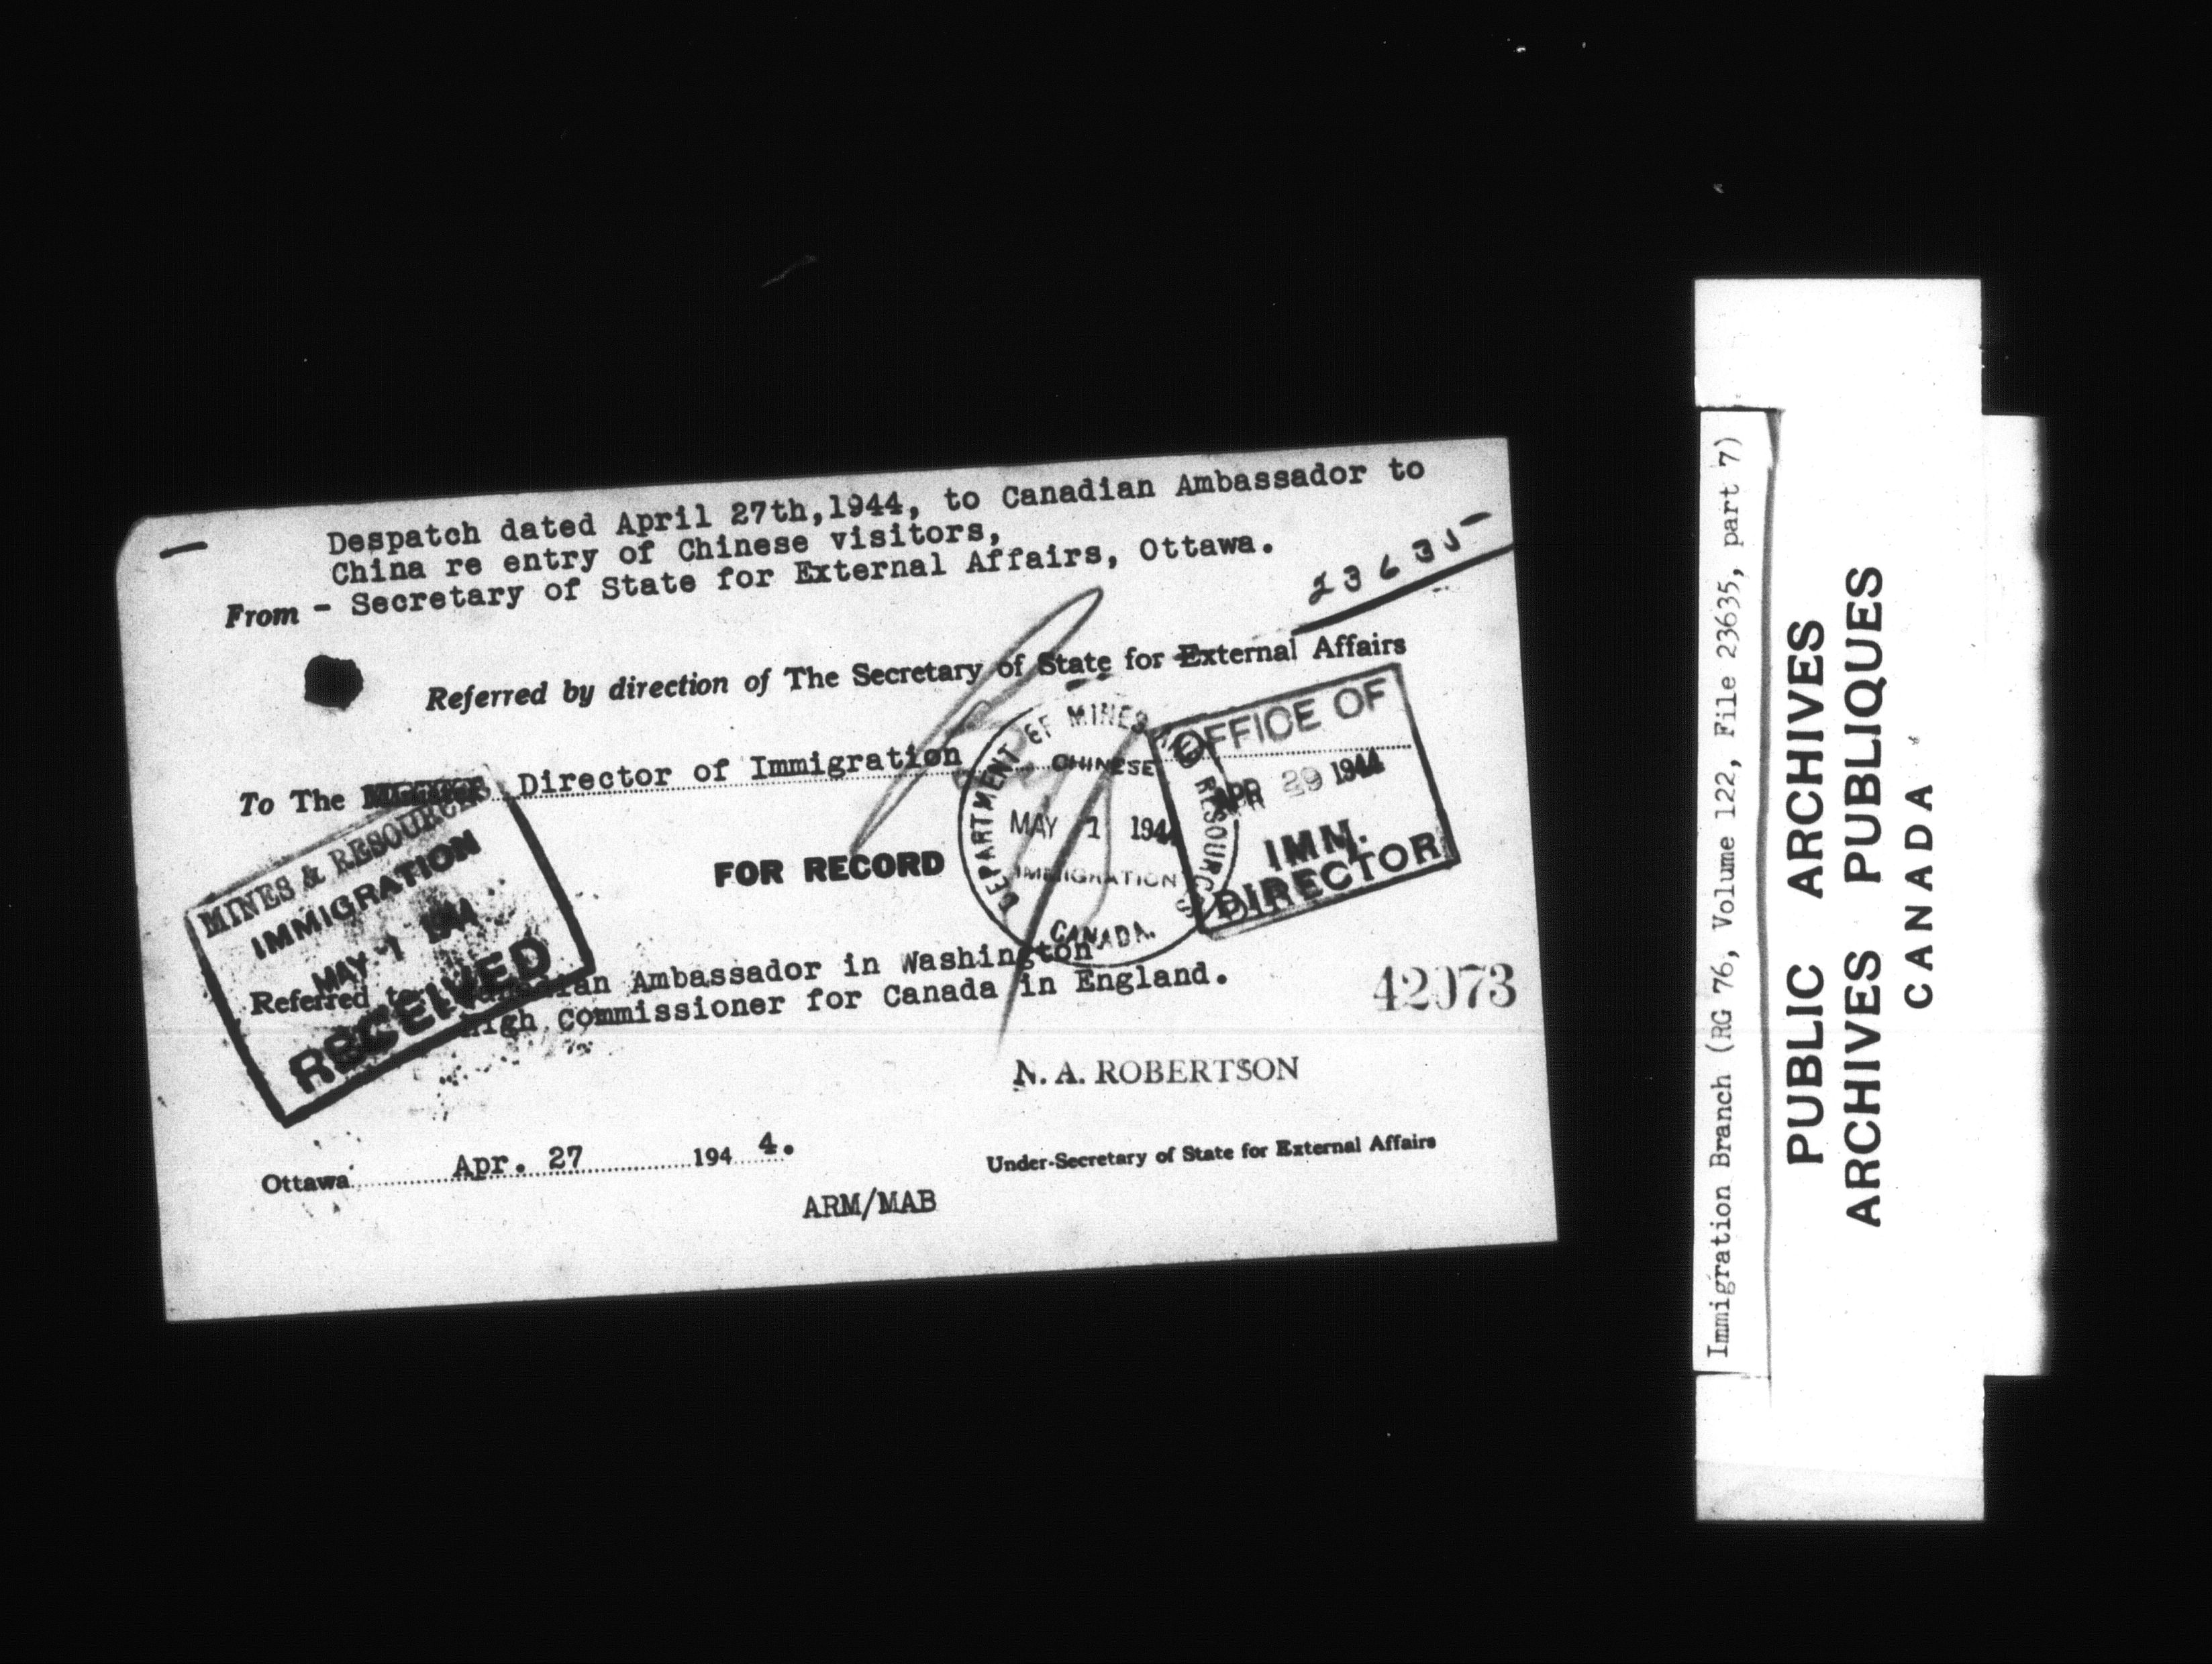 Despatch dated April 27th,1944, to Canadian Ambassador to
China re entry of Chinese visitors,
From - Secretary of State for External Affairs, Ottawa.
23635
Referred by direction of The Secretary of State for External Affairs
To The Director of Immigration
OFFICE OF
APR 29 1944
IMM.
DIRECTOR
DEPARTMENT OF MINES AND RESOURCES
CHINESE
MAY 1 1944
IMMIGRATION
CANADA.
FOR RECORD
MINES & RESOURCES
IMMIGRATION
MAY -1 1944
RECEIVED
Referred to Canadian Ambassador in Washington
High Commissioner for Canada in England.
42073
N. A. ROBERTSON
Ottawa Apr. 27 194 4.
Under-Secretary of State for External Affairs
ARM/MAB
Immigration Branch (RG 76, Volume 122, File 23635, part 7)
PUBLIC ARCHIVES
ARCHIVES PUBLIQUES
CANADA